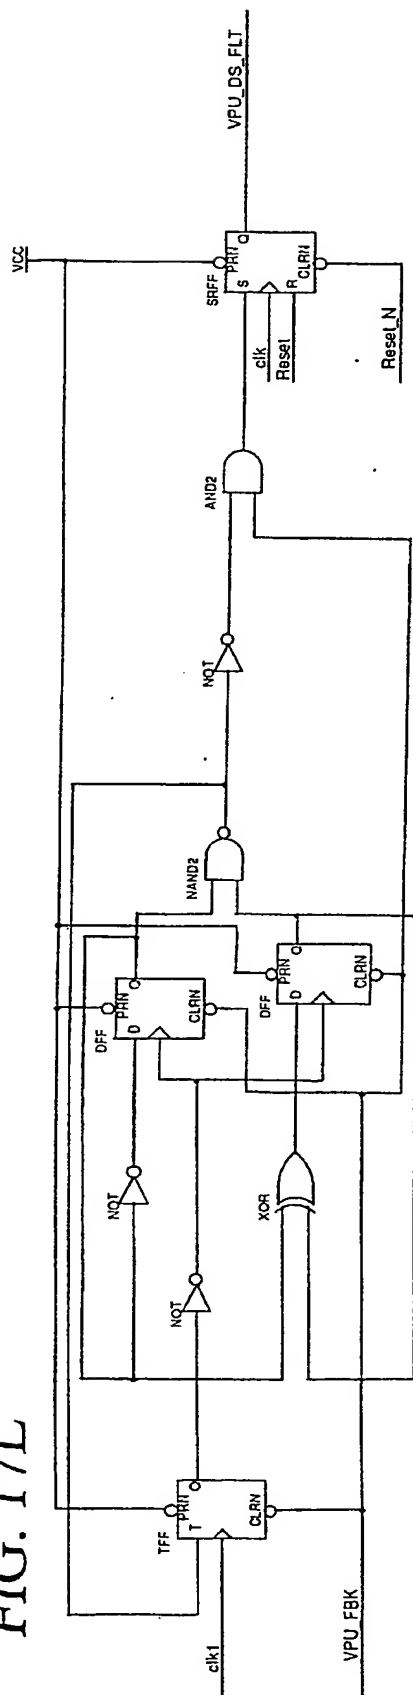 FIG. 17L
VCC
TFF
PRN
T
Q
CLRN
clk1
VPU_FBK
NOT
NOT
DFF
PRN
D
Q
CLRN
XOR
DFF
PRN
D
Q
CLRN
NAND2
NOT
AND2
SRFF
PRN
S
Q
clk
R
Reset
CLRN
Reset_N
VPU_DS_FLT